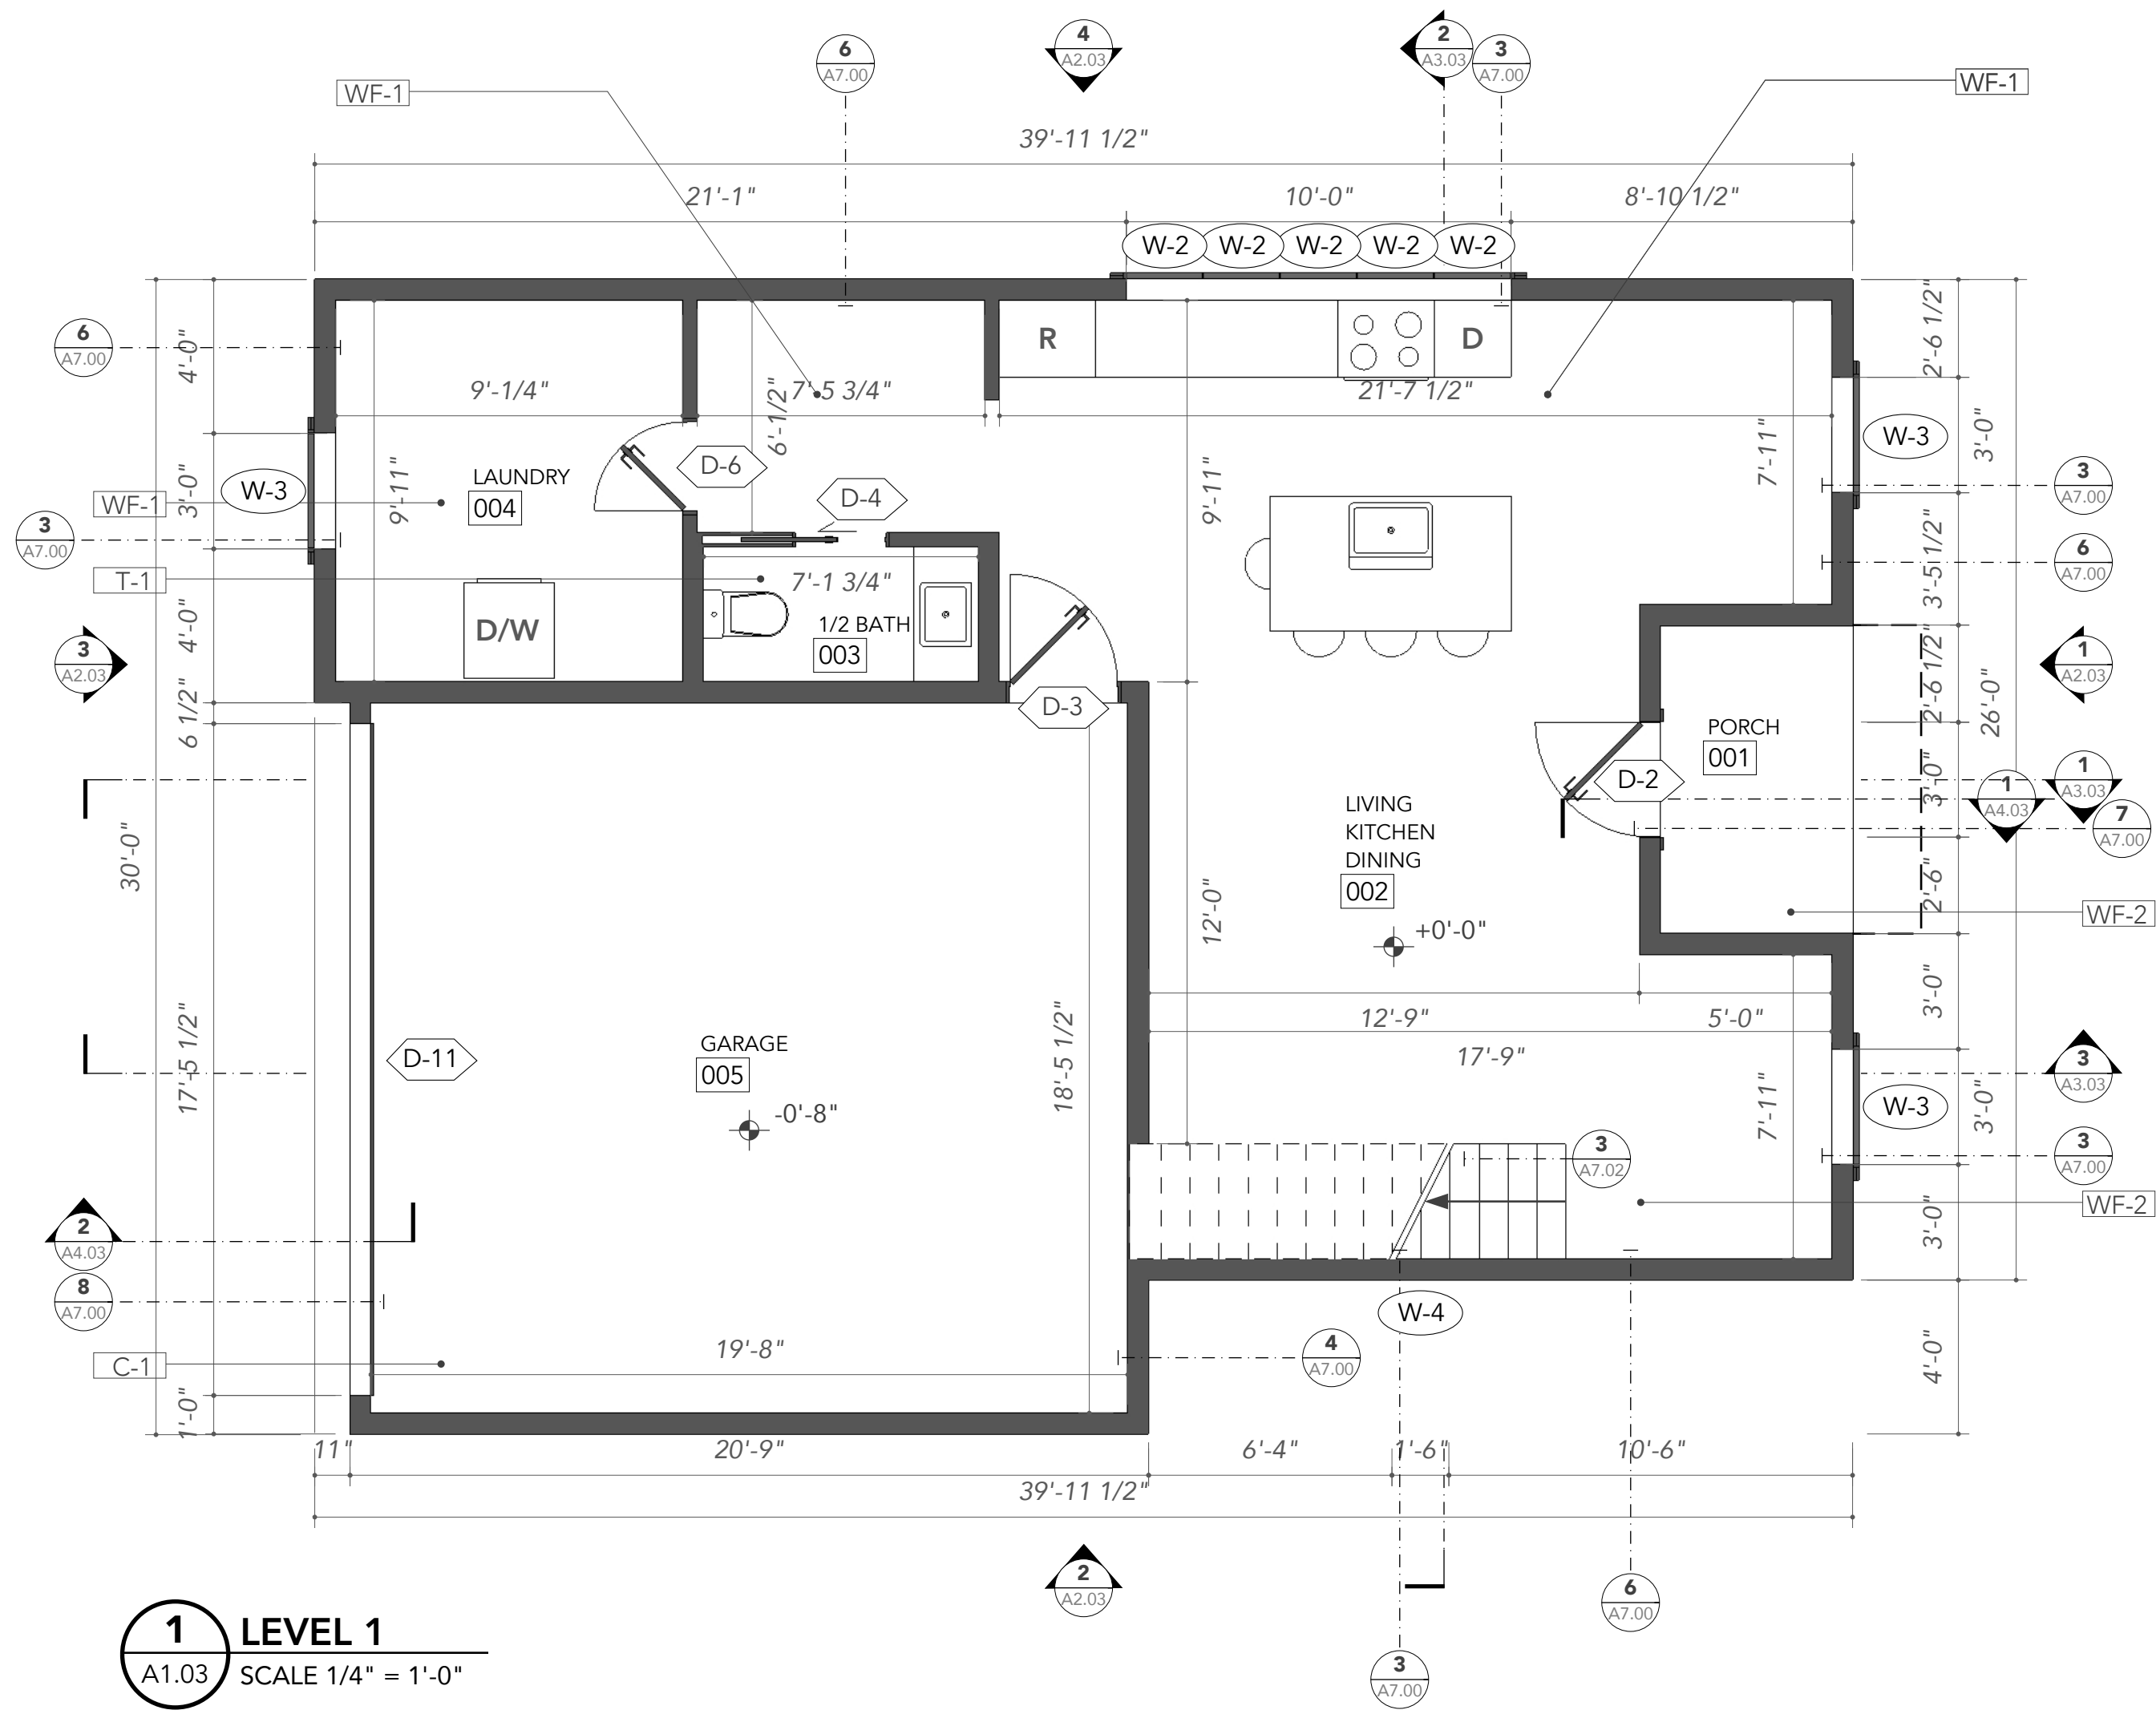 6
A7.00
4
A2.03
2
A3.03
3
A7.00
WF-1
WF-1
39'-11 1/2"
21'-1"
10'-0"
8'-10 1/2"
W-2 W-2 W-2 W-2 W-2
6
A7.00
4'-0"
R
D
2'-6 1/2"
9'-1/4"
7'-5 3/4"
21'-7 1/2"
6'-1/2"
7'-11"
W-3
3'-0"
D-6
LAUNDRY
004
9'-11"
9'-11"
W-3
WF-1
3'-0"
D-4
3
A7.00
3
A7.00
3'-5 1/2"
6
A7.00
T-1
7'-1 3/4"
D/W
1/2 BATH
003
4'-0"
3
A2.03
1
A2.03
2'-6 1/2"
26'-0"
6 1/2"
D-3
PORCH
001
D-2
3'-0"
1
A3.03
1
A4.03
7
A7.00
LIVING
KITCHEN
DINING
002
30'-0"
12'-0"
2'-6"
WF-2
+0'-0"
3'-0"
17'-5 1/2"
18'-5 1/2"
12'-9"
5'-0"
17'-9"
GARAGE
005
D-11
-0'-8"
3
A3.03
7'-11"
W-3
3'-0"
3
A7.02
3
A7.00
WF-2
3'-0"
2
A4.03
8
A7.00
W-4
19'-8"
4
A7.00
4'-0"
C-1
1'-0"
11"
20'-9"
6'-4"
1'-6"
10'-6"
39'-11 1/2"
2
A2.03
6
A7.00
3
A7.00
1
A1.03
LEVEL 1
SCALE 1/4" = 1'-0"